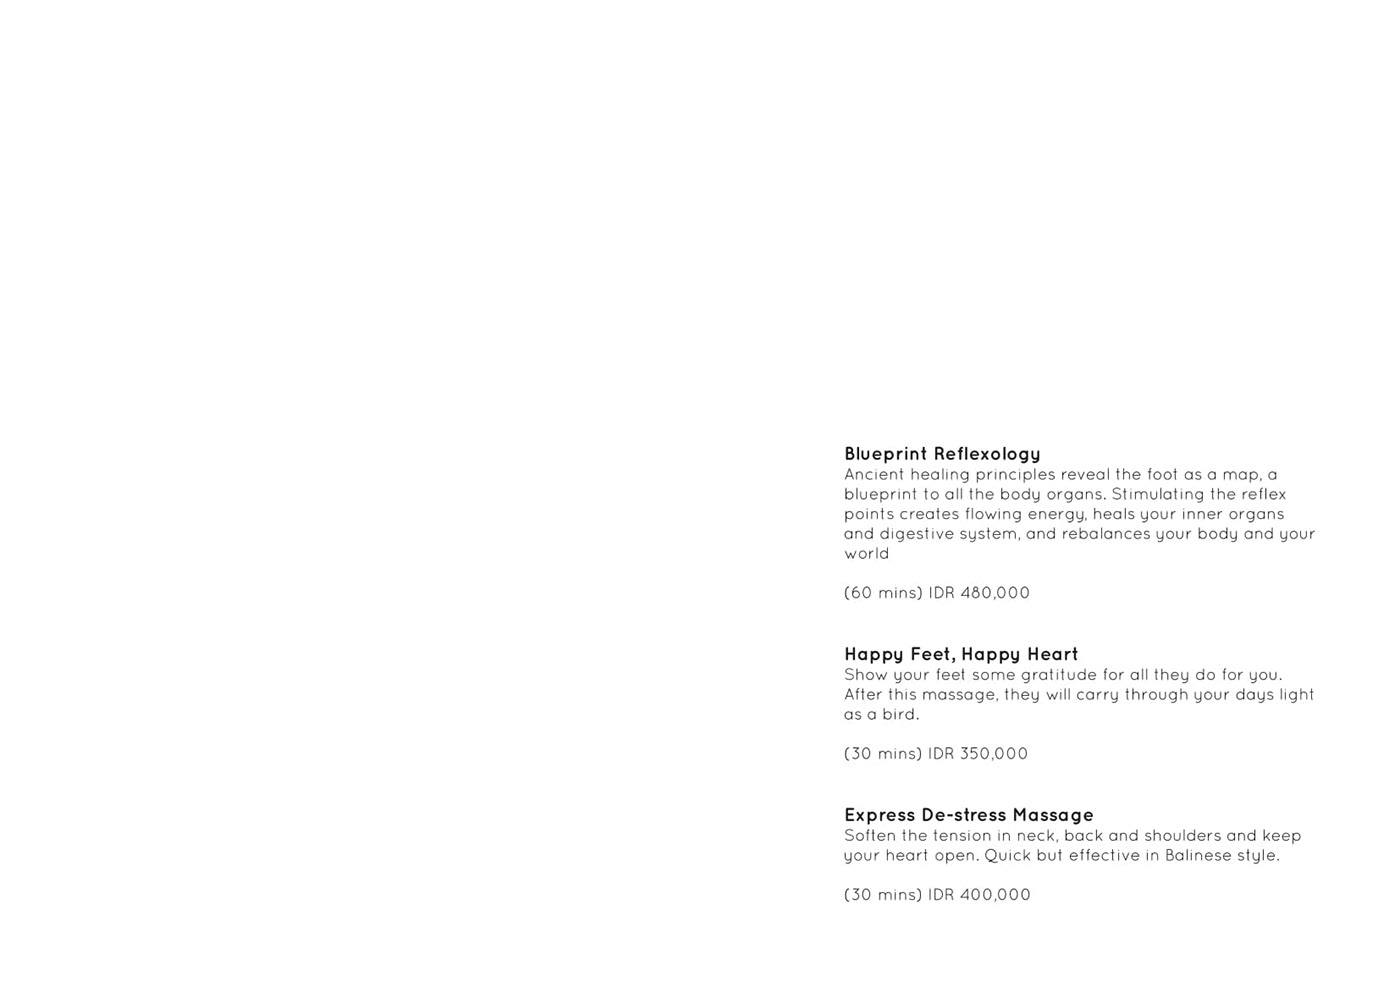 Blueprint Reflexology
Ancient healing principles reveal the foot as a map, a
blueprint to all the body organs. Stimulating the reflex
points creates flowing energy, heals your inner organs
and digestive system, and rebalances your body and your
world
(60 mins) IDR 480,000
Happy Feet, Happy Heart
Show your feet some gratitude for all they do for you.
After this massage, they will carry through your days light
as a bird.
(30 mins) IDR 350,000
Express De-stress Massage
Soften the tension in neck, back and shoulders and keep
your heart open. Quick but effective in Balinese style.
(30 mins) IDR 400,000